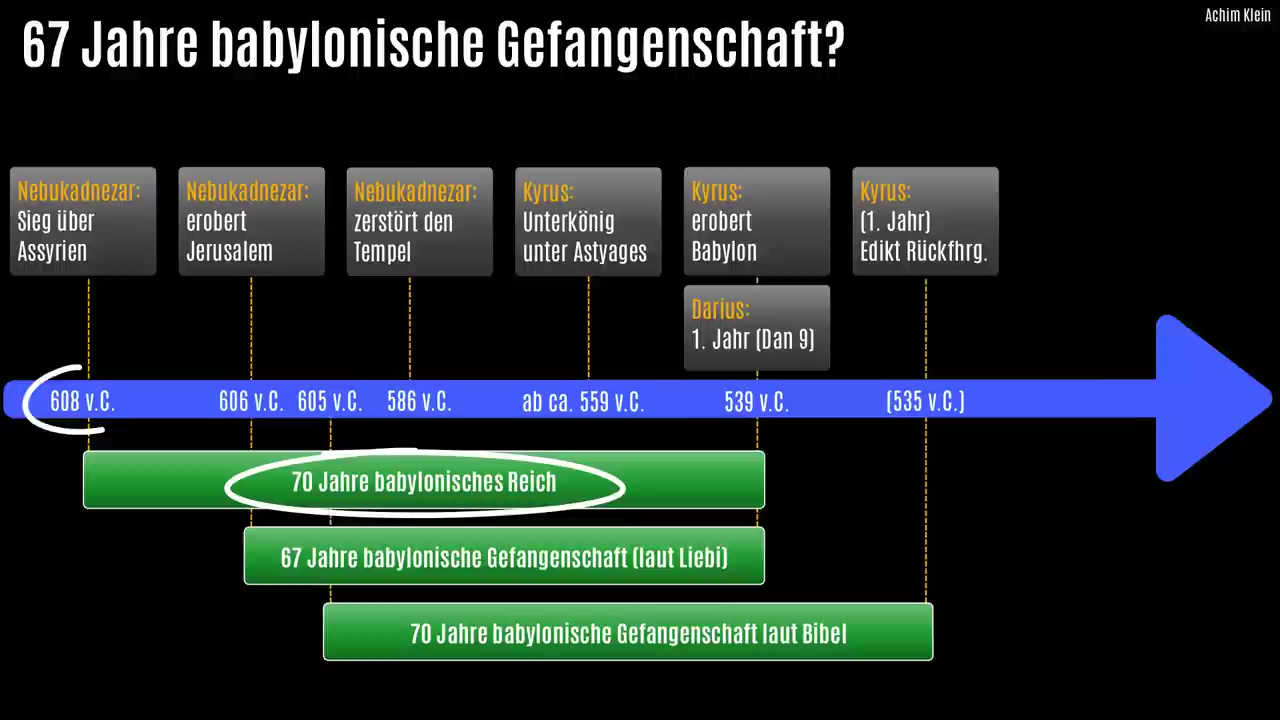 Achim Klein
67 Jahre babylonische Gefangenschaft?
Nebukadnezar:
Sieg über
Assyrien
Nebukadnezar:
erobert
Jerusalem
Nebukadnezar:
zerstört den
Tempel
Kyrus:
Unterkönig
unter Astyages
Kyrus:
erobert
Babylon
Kyrus:
(1. Jahr)
Edikt Rückfhrg.
Darius:
1. Jahr (Dan 9)
608 v.C.
606 v.C.
605 v.C.
586 v.C.
ab ca. 559 v.C.
539 v.C.
(535 v.C.)
70 Jahre babylonisches Reich
67 Jahre babylonische Gefangenschaft (laut Liebi)
70 Jahre babylonische Gefangenschaft laut Bibel